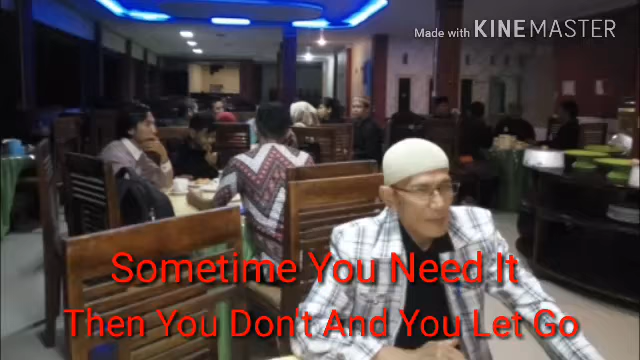 Made with KINEMASTER
Sometime You Need It
Then You Don't And You Let Go